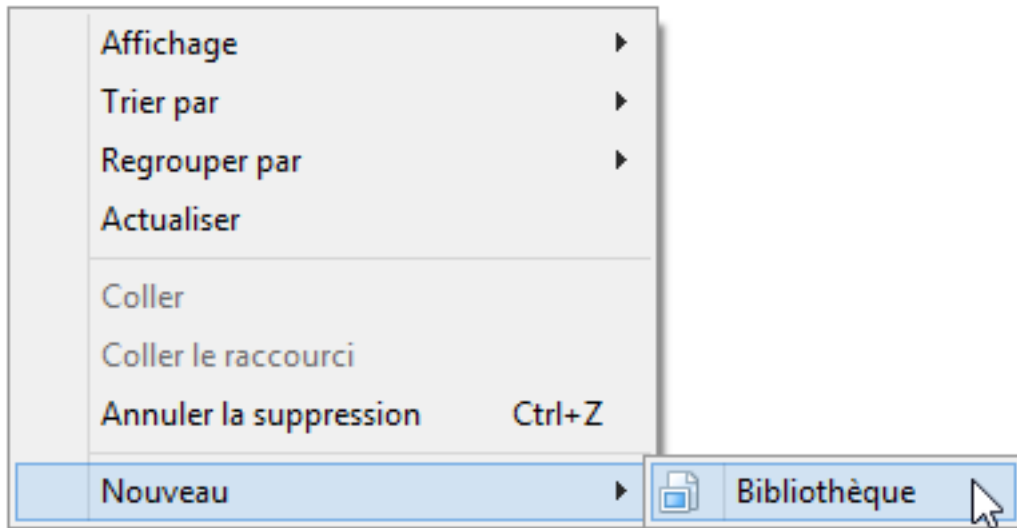 Affichage
Trier par
Regrouper par
Actualiser
Coller
Coller le raccourci
Annuler la suppression Ctrl+Z
Nouveau Bibliothèque